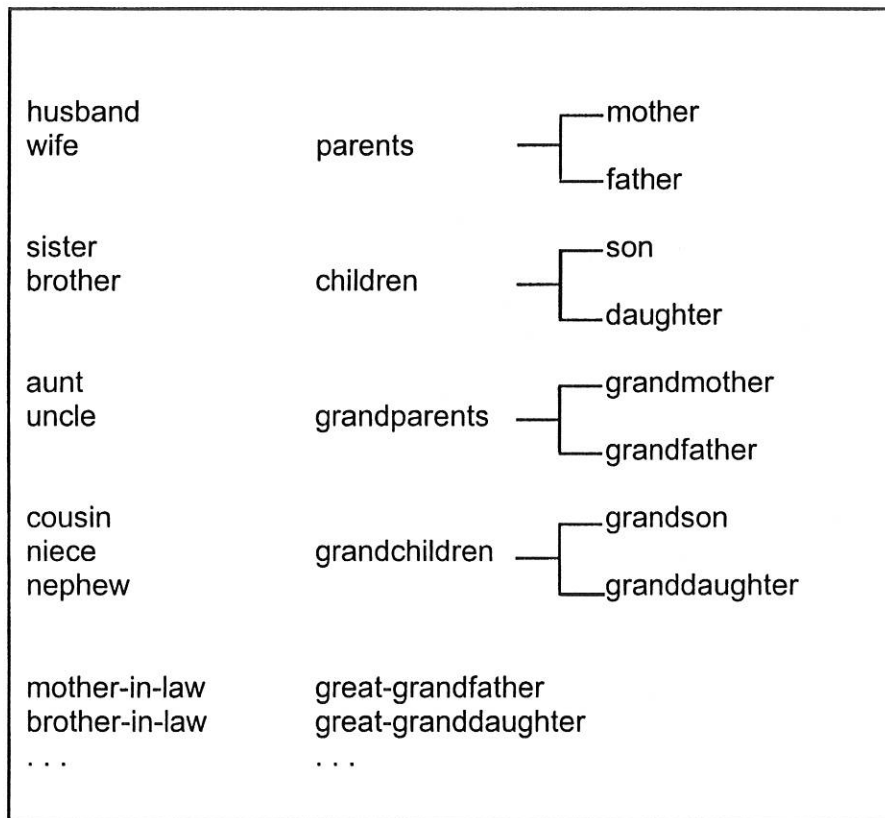 husband
mother
wife
parents
father
sister
son
brother
children
daughter
aunt
grandmother
uncle
grandparents
grandfather
cousin
grandson
niece
grandchildren
nephew
granddaughter
mother-in-law
great-grandfather
brother-in-law
great-granddaughter
. . .
. . .